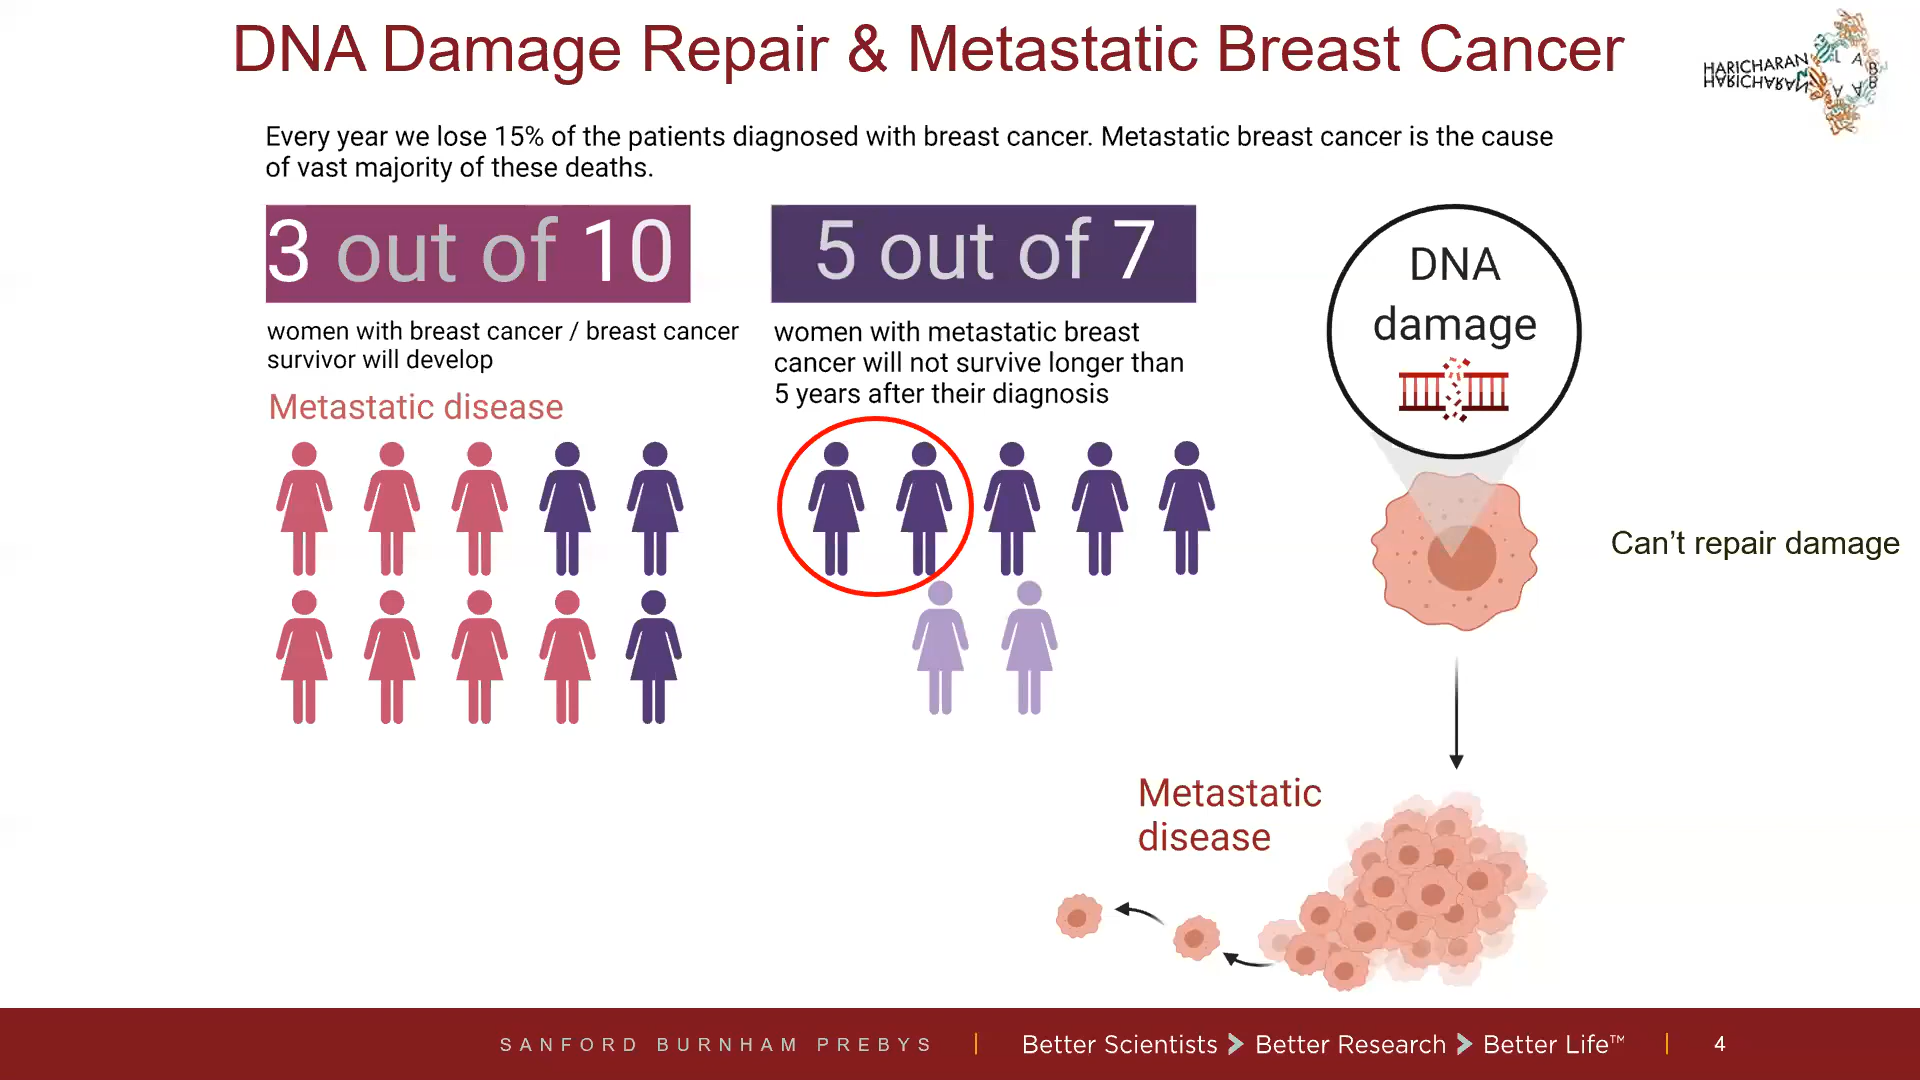 DNA Damage Repair & Metastatic Breast Cancer
HARICHARAN
LAB
Every year we lose 15% of the patients diagnosed with breast cancer. Metastatic breast cancer is the cause
of vast majority of these deaths.
3 out of 10
women with breast cancer / breast cancer
survivor will develop
Metastatic disease
5 out of 7
women with metastatic breast
cancer will not survive longer than
5 years after their diagnosis
DNA
damage
Can't repair damage
Metastatic
disease
SANFORD BURNHAM PREBYS | Better Scientists > Better Research > Better Life™ | 4